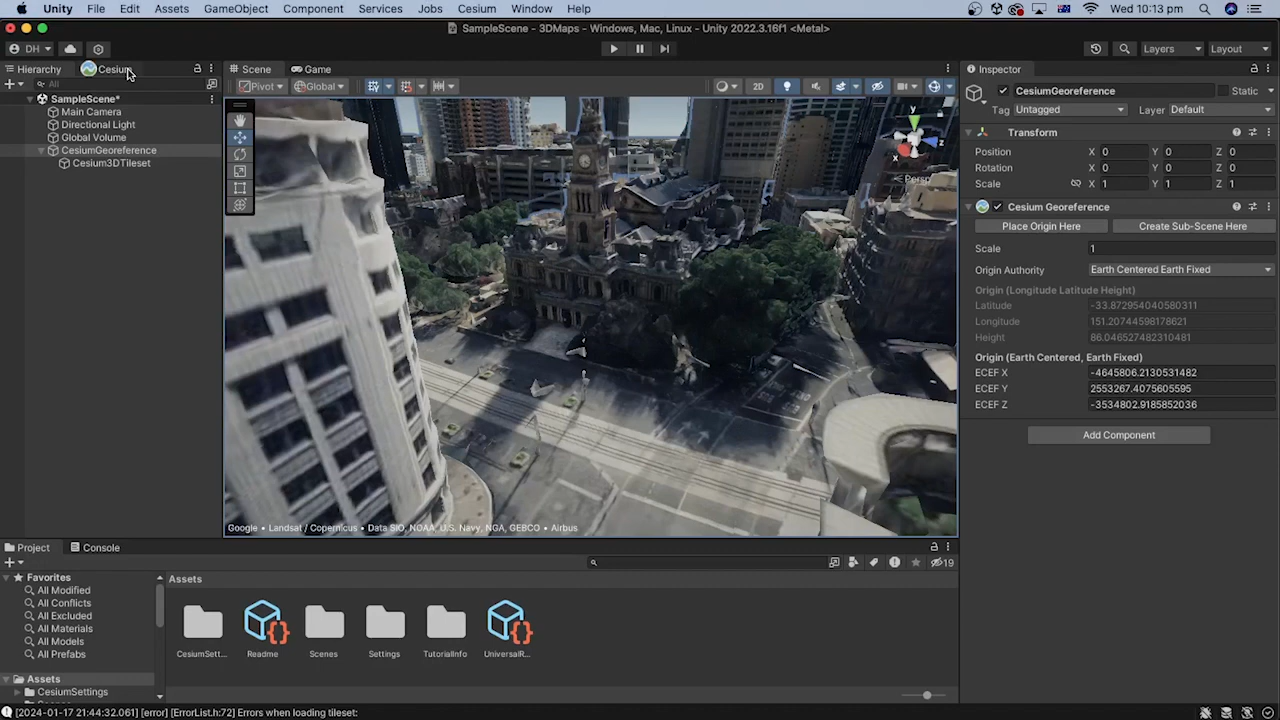 Unity File Edit Assets GameObject Component Services Jobs Cesium Window Help Wed 17 Jan 10:13 pm
SampleScene - 3DMaps - Windows, Mac, Linux - Unity 2022.3.16f1 <Metal>
DH Layers Layout
Hierarchy Cesium Scene Game Inspector
All Pivot Global 2D
SampleScene* CesiumGeoreference Static
Main Camera Tag Untagged Layer Default
Directional Light
Global Volume Transform
CesiumGeoreference Position X 0 Y 0 Z 0
Cesium3DTileset Rotation X 0 Y 0 Z 0
Scale X 1 Y 1 Z 1
y
z
x
Persp
Cesium Georeference
Place Origin Here Create Sub-Scene Here
Scale 1
Origin Authority Earth Centered Earth Fixed
Origin (Longitude Latitude Height)
Latitude -33.872954040580311
Longitude 151.20744598178621
Height 86.046527482310481
Origin (Earth Centered, Earth Fixed)
ECEF X -4645806.2130531482
ECEF Y 2553267.4075605595
ECEF Z -3534802.9185852036
Add Component
Google • Landsat / Copernicus • Data SIO, NOAA, U.S. Navy, NGA, GEBCO • Airbus
Project Console
19
Favorites Assets
All Modified
All Conflicts
All Excluded
All Materials
All Models
All Prefabs
CesiumSett... Readme Scenes Settings TutorialInfo UniversalR...
Assets
CesiumSettings
[2024-01-17 21:44:32.061] [error] [ErrorList.h:72] Errors when loading tileset: